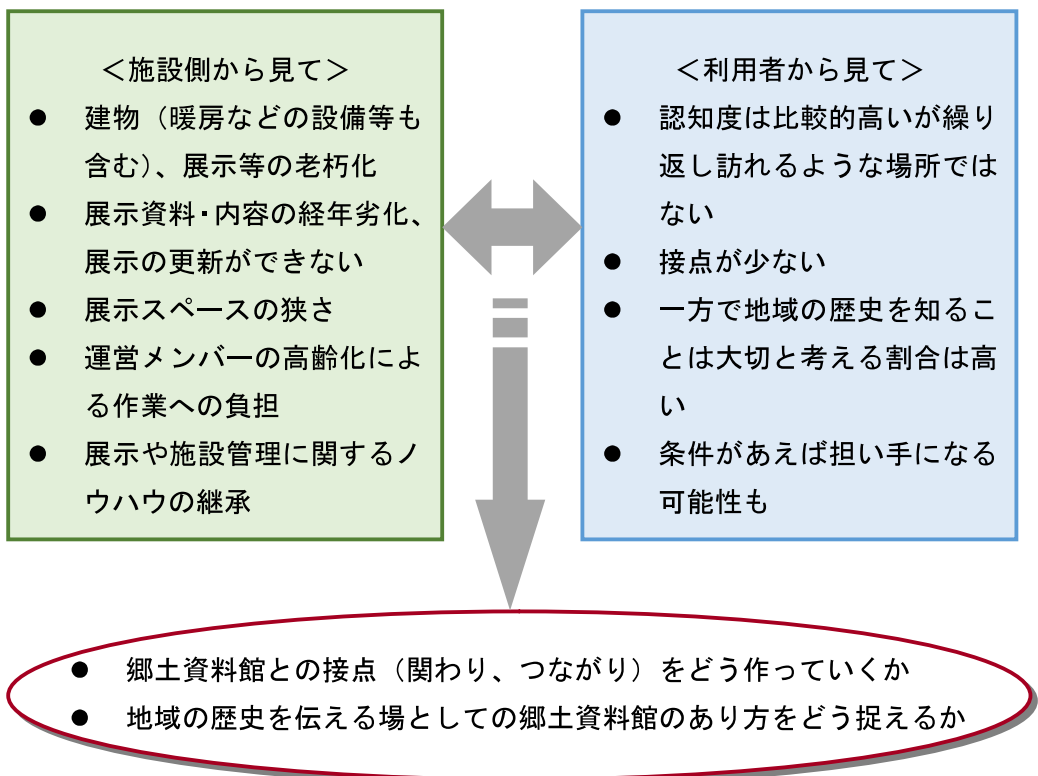 ＜施設側から見て＞
● 建物（暖房などの設備等も
含む）、展示等の老朽化
● 展示資料・内容の経年劣化、
展示の更新ができない
● 展示スペースの狭さ
● 運営メンバーの高齢化によ
る作業への負担
● 展示や施設管理に関するノ
ウハウの継承
＜利用者から見て＞
● 認知度は比較的高いが繰り
返し訪れるような場所では
ない
● 接点が少ない
● 一方で地域の歴史を知るこ
とは大切と考える割合は高
い
● 条件があえば担い手になる
可能性も
● 郷土資料館との接点（関わり、つながり）をどう作っていくか
● 地域の歴史を伝える場としての郷土資料館のあり方をどう捉えるか